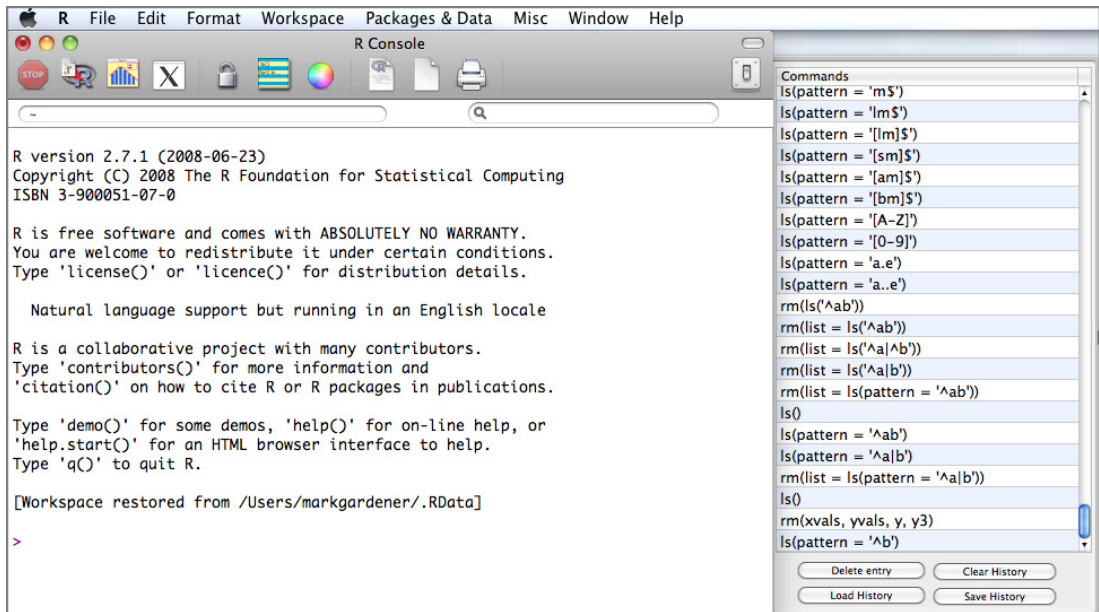 R File Edit Format Workspace Packages & Data Misc Window Help
R Console
STOP
R
X
~
R version 2.7.1 (2008-06-23)
Copyright (C) 2008 The R Foundation for Statistical Computing
ISBN 3-900051-07-0
R is free software and comes with ABSOLUTELY NO WARRANTY.
You are welcome to redistribute it under certain conditions.
Type 'license()' or 'licence()' for distribution details.
Natural language support but running in an English locale
R is a collaborative project with many contributors.
Type 'contributors()' for more information and
'citation()' on how to cite R or R packages in publications.
Type 'demo()' for some demos, 'help()' for on-line help, or
'help.start()' for an HTML browser interface to help.
Type 'q()' to quit R.
[Workspace restored from /Users/markgardener/.RData]
>
Commands
ls(pattern = 'm$')
ls(pattern = 'lm$')
ls(pattern = '[lm]$')
ls(pattern = '[sm]$')
ls(pattern = '[am]$')
ls(pattern = '[bm]$')
ls(pattern = '[A-Z]')
ls(pattern = '[0-9]')
ls(pattern = 'a.e')
ls(pattern = 'a..e')
rm(ls('^ab'))
rm(list = ls('^ab'))
rm(list = ls('^a|^b'))
rm(list = ls('^a|b'))
rm(list = ls(pattern = '^ab'))
ls()
ls(pattern = '^ab')
ls(pattern = '^a|b')
rm(list = ls(pattern = '^a|b'))
ls()
rm(xvals, yvals, y, y3)
ls(pattern = '^b')
Delete entry Clear History
Load History Save History